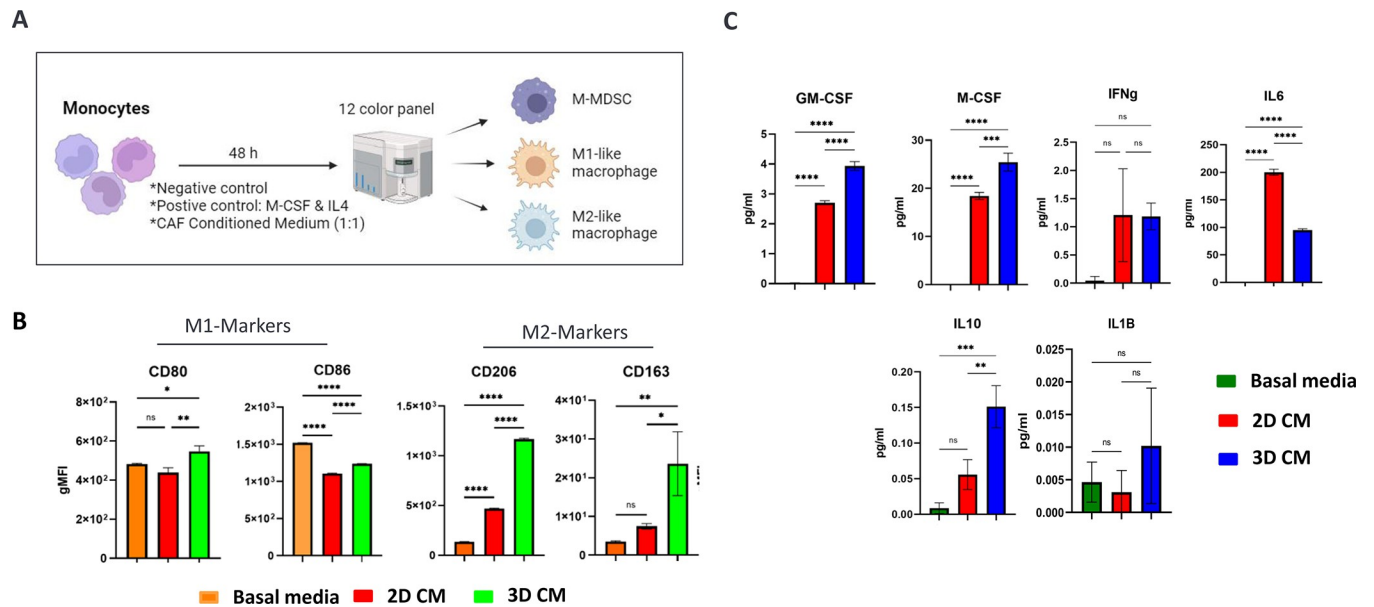 A
Monocytes
48 h
*Negative control
*Postive control: M-CSF & IL4
*CAF Conditioned Medium (1:1)
12 color panel
M-MDSC
M1-like
macrophage
M2-like
macrophage
B
M1-Markers
M2-Markers
CD80
gMFI
8×10²
6×10²
4×10²
2×10²
0
*
ns
**
CD86
2×10³
1.5×10³
1×10³
5×10²
0
****
****
****
CD206
1.5×10³
1×10³
5×10²
0
****
****
****
CD163
4×10¹
3×10¹
2×10¹
1×10¹
0
**
*
ns
Basal media
2D CM
3D CM
C
GM-CSF
pg/ml
5
4
3
2
1
0
****
****
****
M-CSF
pg/ml
30
20
10
0
****
***
****
IFNg
pg/ml
2.5
2.0
1.5
1.0
0.5
0.0
ns
ns
ns
IL6
pg/ml
250
200
150
100
50
0
****
****
****
IL10
pg/ml
0.20
0.15
0.10
0.05
0.00
***
**
ns
IL1B
pg/ml
0.025
0.020
0.015
0.010
0.005
0.000
ns
ns
ns
Basal media
2D CM
3D CM